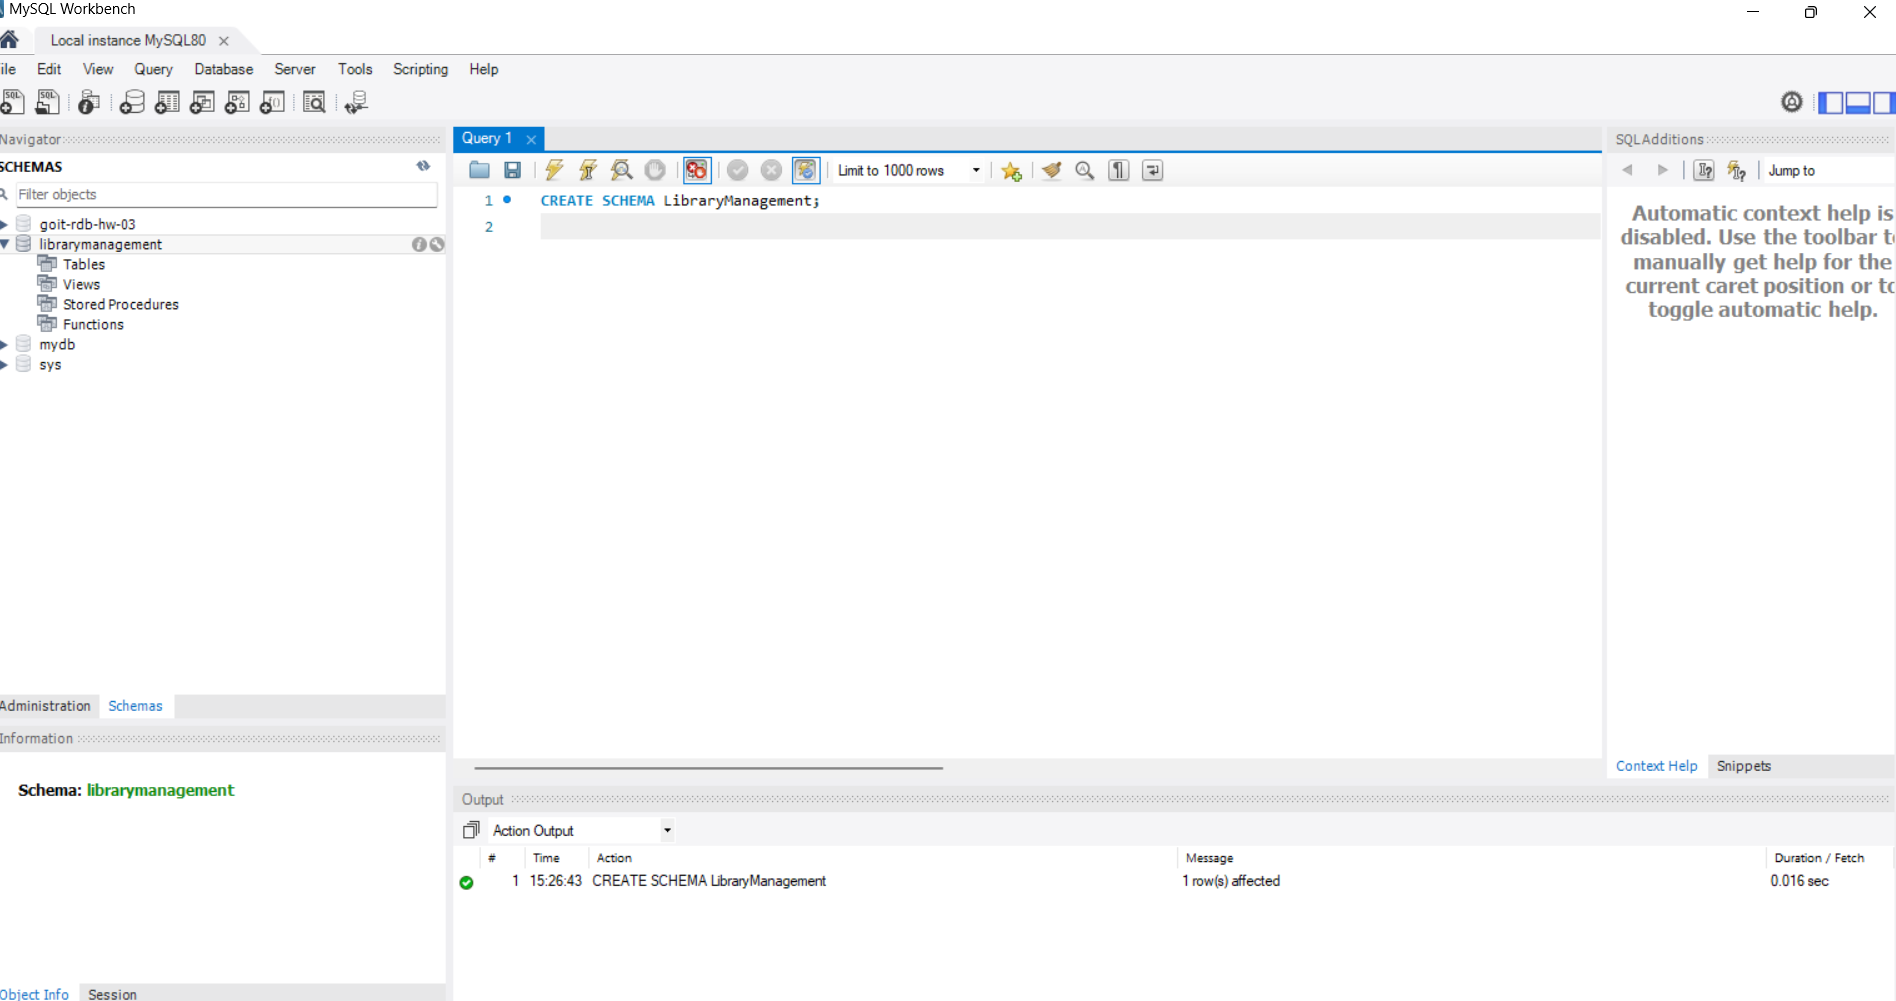 MySQL Workbench
Local instance MySQL80
ile Edit View Query Database Server Tools Scripting Help
Navigator
SCHEMAS
Filter objects
goit-rdb-hw-03
librarymanagement
Tables
Views
Stored Procedures
Functions
mydb
sys
Administration Schemas
Information
Schema: librarymanagement
Object Info Session
Query 1
Limit to 1000 rows
1 CREATE SCHEMA LibraryManagement;
2
SQLAdditions
Jump to
Automatic context help is
disabled. Use the toolbar t
manually get help for the
current caret position or to
toggle automatic help.
Context Help Snippets
Output
Action Output
# Time Action Message Duration / Fetch
1 15:26:43 CREATE SCHEMA LibraryManagement 1 row(s) affected 0.016 sec